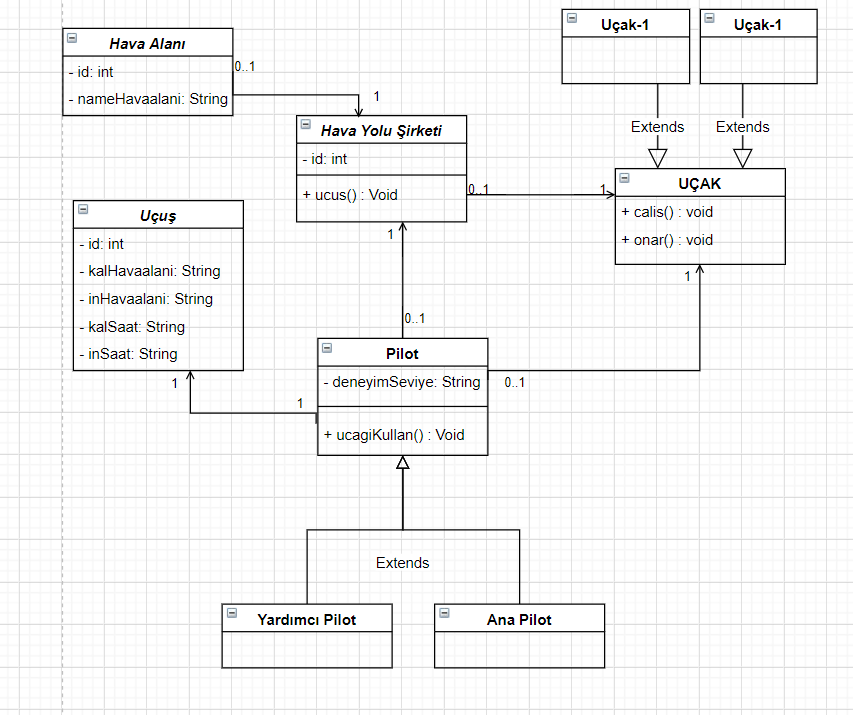 Uçak-1
Uçak-1
Hava Alanı
- id: int
- nameHavaalani: String
0..1
1
Extends
Extends
Hava Yolu Şirketi
- id: int
+ ucus() : Void
0..1
1
UÇAK
+ calis() : void
+ onar() : void
Uçuş
- id: int
- kalHavaalani: String
- inHavaalani: String
- kalSaat: String
- inSaat: String
1
1
0..1
Pilot
- deneyimSeviye: String
+ ucagiKullan() : Void
0..1
1
1
Extends
Yardımcı Pilot
Ana Pilot